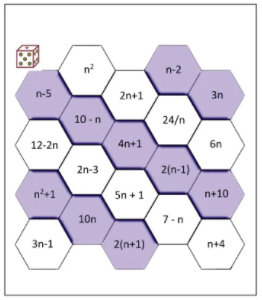 n²
n-2
n-5
2n+1
3n
10 - n
24/n
12-2n
4n+1
6n
2n-3
2(n-1)
n²+1
5n + 1
n+10
10n
7 - n
3n-1
2(n+1)
n+4